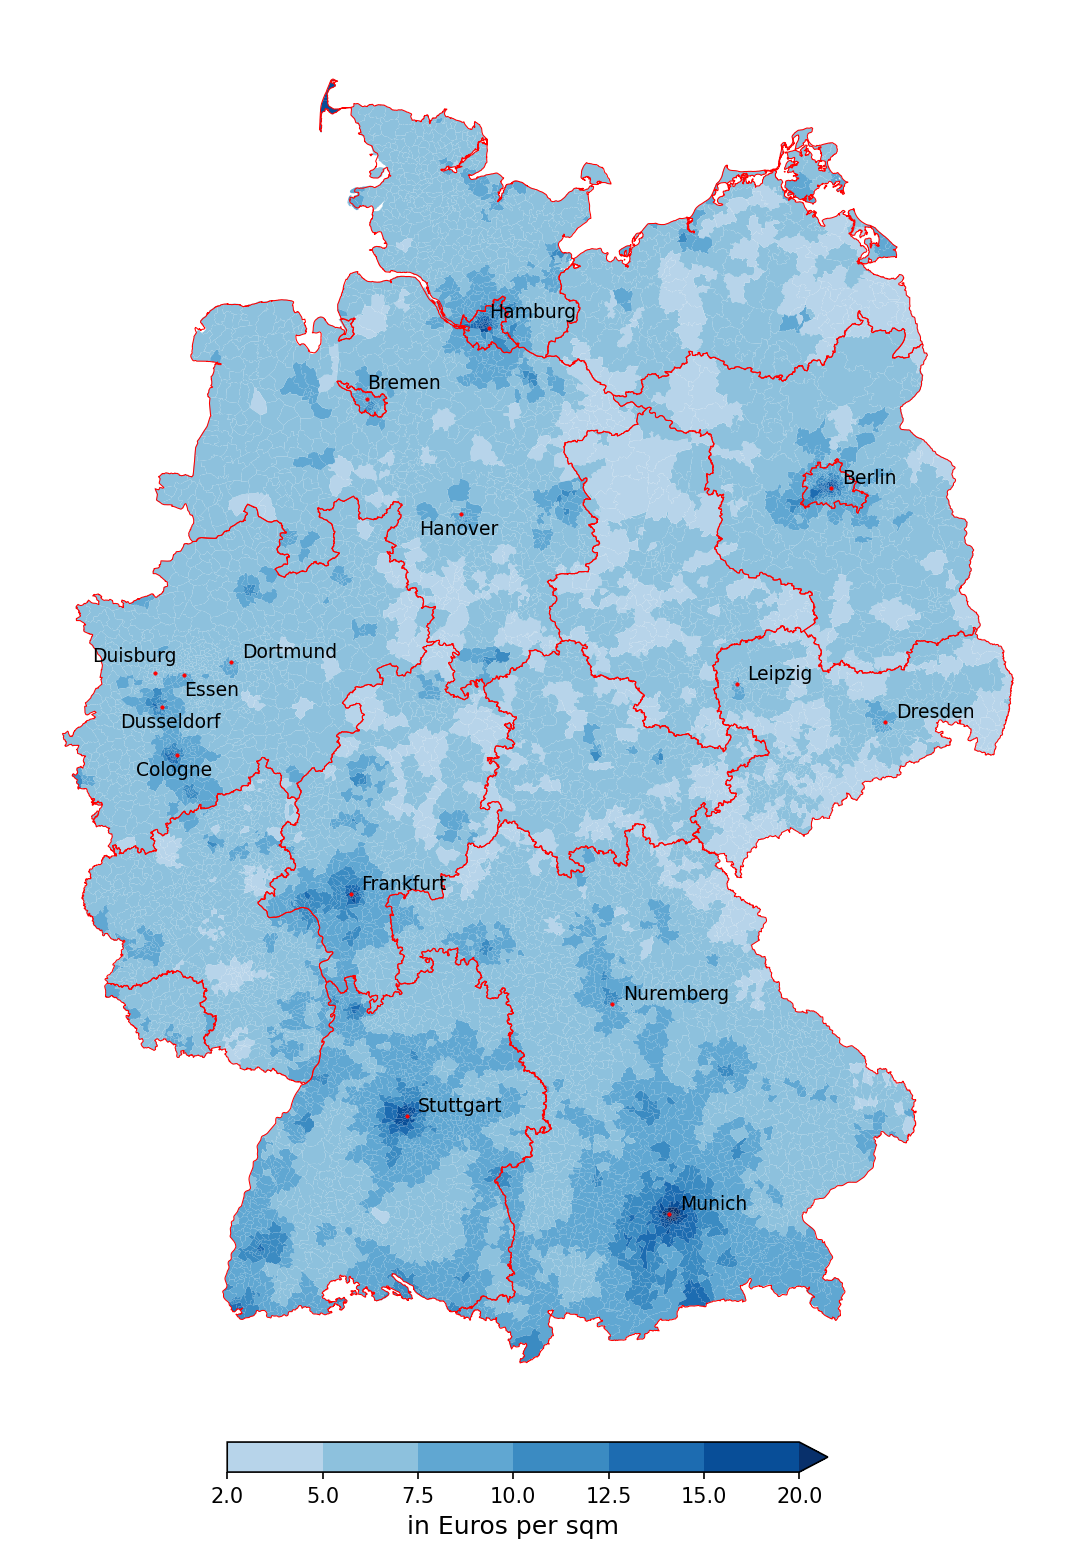 Hamburg
Bremen
Berlin
Hanover
Dortmund
Duisburg
Essen
Leipzig
Dusseldorf
Dresden
Cologne
Frankfurt
Nuremberg
Stuttgart
Munich
2.0 5.0 7.5 10.0 12.5 15.0 20.0
in Euros per sqm